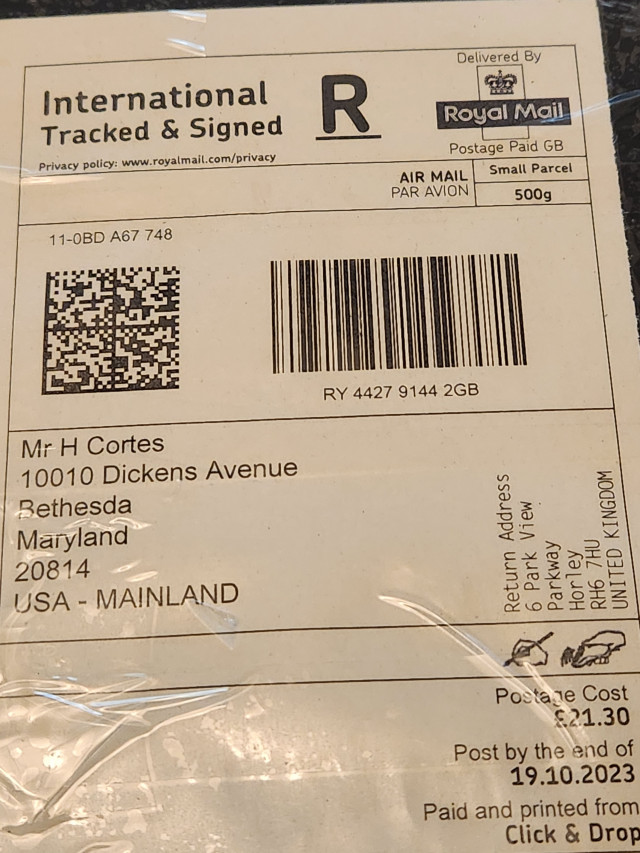 International
Tracked & Signed
R
Delivered By
Royal Mail
Postage Paid GB
Privacy policy: www.royalmail.com/privacy
AIR MAIL
PAR AVION
Small Parcel
500g
11-0BD A67 748
RY 4427 9144 2GB
Mr H Cortes
10010 Dickens Avenue
Bethesda
Maryland
20814
USA - MAINLAND
Return Address
6 Park View
Parkway
Horley
RH6 7HU
UNITED KINGDOM
Postage Cost
£21.30
Post by the end of
19.10.2023
Paid and printed from
Click & Drop